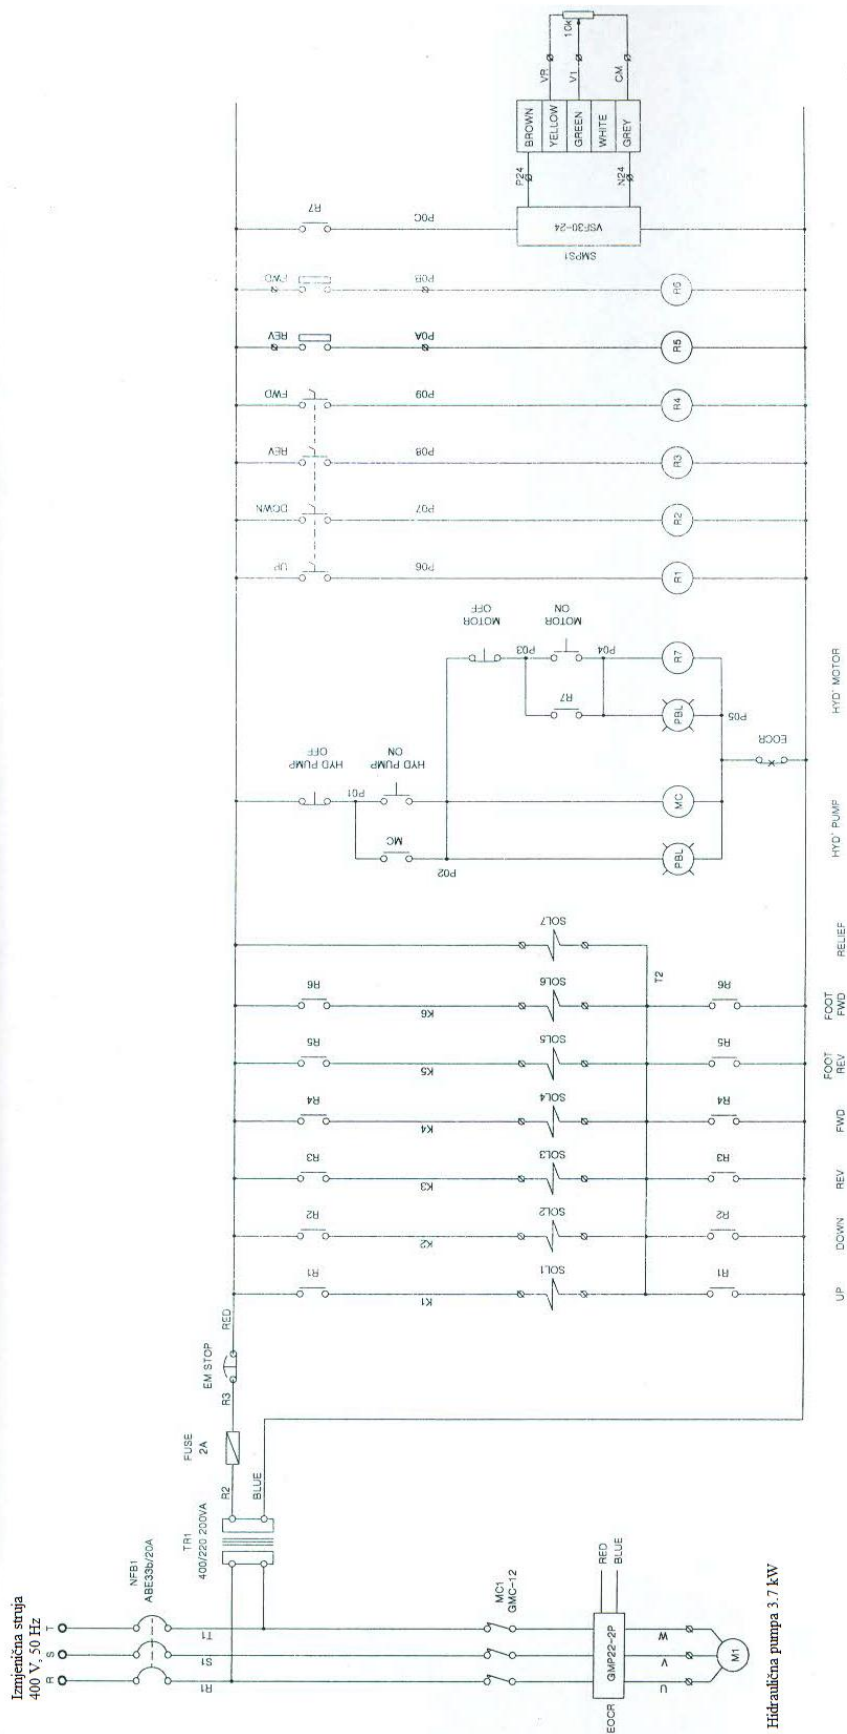 Izmjenična struja
400 V, 50 Hz
R
S
T
NFB1
ABE33b/20A
R1
S1
T1
TR1
400/220 200VA
R2
BLUE
FUSE
2A
R3
EM STOP
RED
MC1
GMC-12
EOCR
GMP22-2P
RED
BLUE
U
V
W
M1
Hidraulična pumpa 3.7 kW
R1
K1
SOL1
R1
UP
R2
K2
SOL2
R2
DOWN
R3
K3
SOL3
R3
REV
R4
K4
SOL4
R4
FWD
R5
K5
SOL5
R5
FOOT
REV
R6
K6
SOL6
R6
FOOT
FWD
SOL7
T2
RELIEF
HYD PUMP
OFF
P01
MC
HYD PUMP
ON
P02
PBL
MC
HYD' PUMP
MOTOR
OFF
P03
R7
MOTOR
ON
P04
PBL
R7
P05
EOCR
HYD' MOTOR
UP
P06
R1
DOWN
P07
R2
REV
P08
R3
FWD
P09
R4
REV
P0A
R5
FWD
P0B
R6
R7
P0C
SMPS1
VSF30-24
P24
N24
BROWN
YELLOW
GREEN
WHITE
GREY
VR
V1
CM
10k